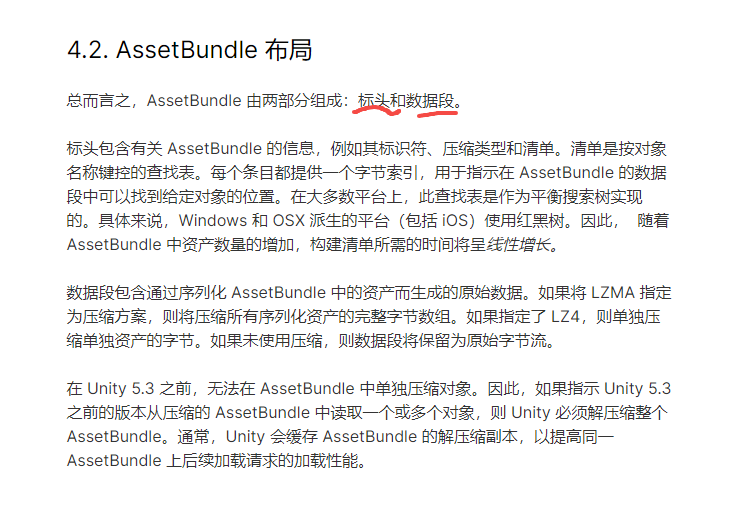 4.2. AssetBundle 布局
总而言之，AssetBundle 由两部分组成：标头和数据段。
标头包含有关 AssetBundle 的信息，例如其标识符、压缩类型和清单。清单是按对象
名称键控的查找表。每个条目都提供一个字节索引，用于指示在 AssetBundle 的数据
段中可以找到给定对象的位置。在大多数平台上，此查找表是作为平衡搜索树实现
的。具体来说，Windows 和 OSX 派生的平台（包括 iOS）使用红黑树。因此， 随着
AssetBundle 中资产数量的增加，构建清单所需的时间将呈线性增长。
数据段包含通过序列化 AssetBundle 中的资产而生成的原始数据。如果将 LZMA 指定
为压缩方案，则将压缩所有序列化资产的完整字节数组。如果指定了 LZ4，则单独压
缩单独资产的字节。如果未使用压缩，则数据段将保留为原始字节流。
在 Unity 5.3 之前，无法在 AssetBundle 中单独压缩对象。因此，如果指示 Unity 5.3
之前的版本从压缩的 AssetBundle 中读取一个或多个对象，则 Unity 必须解压缩整个
AssetBundle。通常，Unity 会缓存 AssetBundle 的解压缩副本，以提高同一
AssetBundle 上后续加载请求的加载性能。